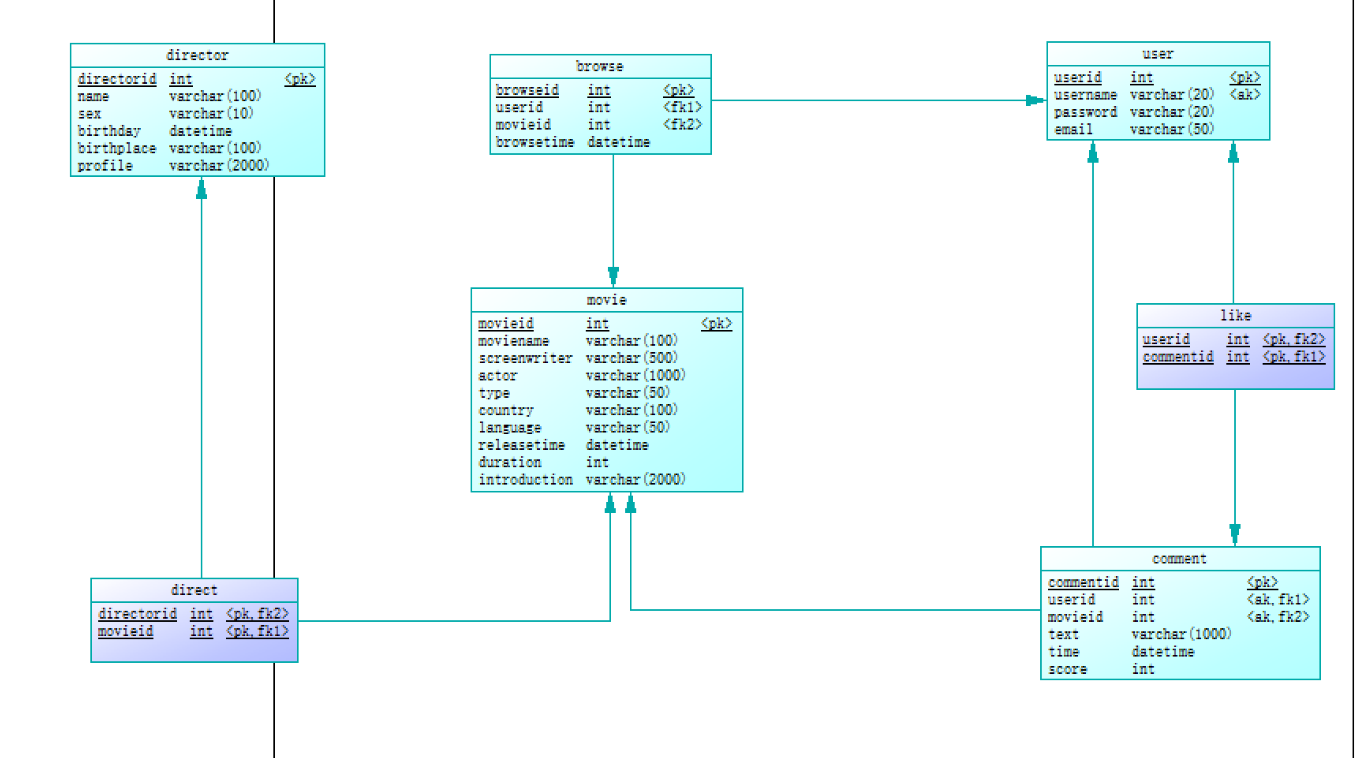 director
directorid int <pk>
name varchar(100)
sex varchar(10)
birthday datetime
birthplace varchar(100)
profile varchar(2000)
browse
browseid int <pk>
userid int <fk1>
movieid int <fk2>
browsetime datetime
user
userid int <pk>
username varchar(20) <ak>
password varchar(20)
email varchar(50)
movie
movieid int <pk>
moviename varchar(100)
screenwriter varchar(500)
actor varchar(1000)
type varchar(50)
country varchar(100)
language varchar(50)
releasetime datetime
duration int
introduction varchar(2000)
like
userid int <pk,fk2>
commentid int <pk,fk1>
direct
directorid int <pk,fk2>
movieid int <pk,fk1>
comment
commentid int <pk>
userid int <ak,fk1>
movieid int <ak,fk2>
text varchar(1000)
time datetime
score int